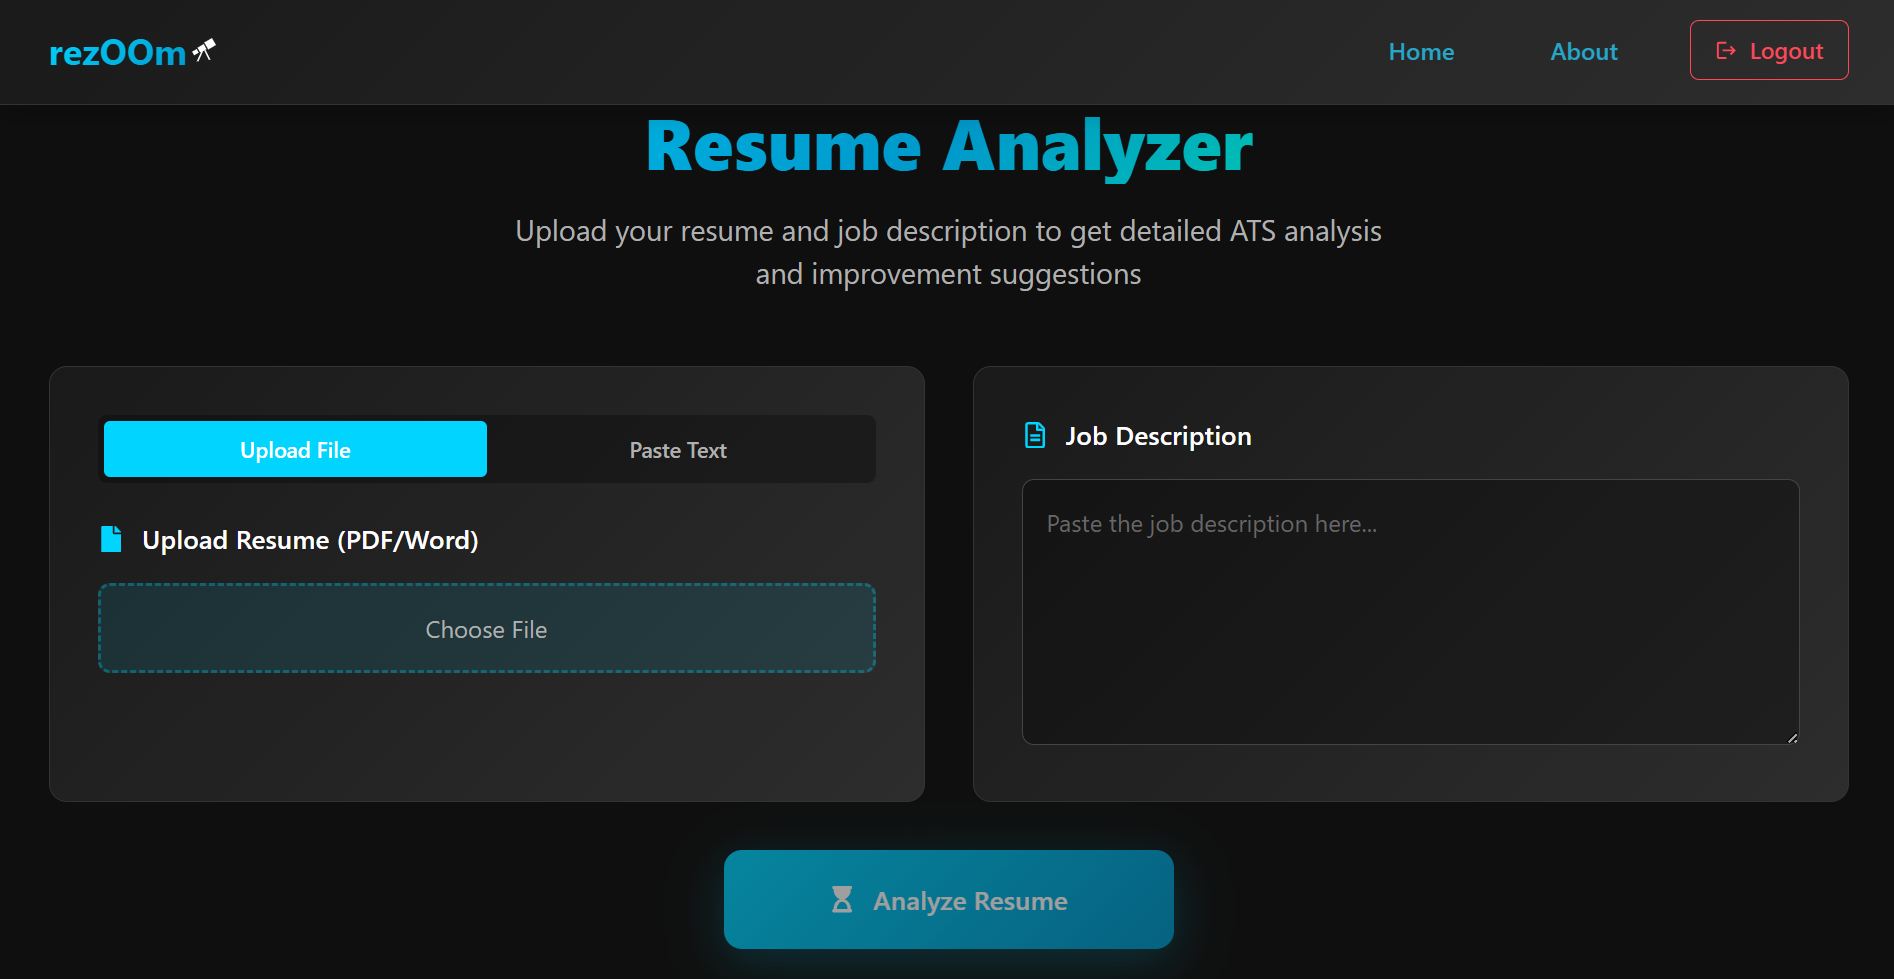 rezOOm
Home
About
Logout
Resume Analyzer
Upload your resume and job description to get detailed ATS analysis
and improvement suggestions
Upload File
Paste Text
Upload Resume (PDF/Word)
Choose File
Job Description
Paste the job description here...
Analyze Resume